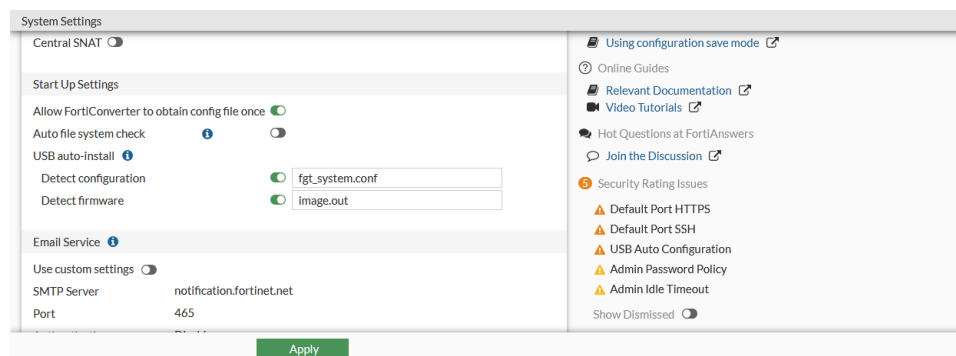 System Settings
Central SNAT
Start Up Settings
Allow FortiConverter to obtain config file once
Auto file system check
USB auto-install
Detect configuration
fgt_system.conf
Detect firmware
image.out
Email Service
Use custom settings
SMTP Server
notification.fortinet.net
Port
465
Apply
Using configuration save mode
Online Guides
Relevant Documentation
Video Tutorials
Hot Questions at FortiAnswers
Join the Discussion
5 Security Rating Issues
Default Port HTTPS
Default Port SSH
USB Auto Configuration
Admin Password Policy
Admin Idle Timeout
Show Dismissed